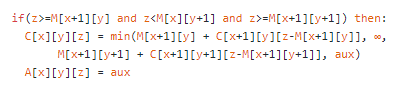 if(z>=M[x+1][y] and z<M[x][y+1] and z>=M[x+1][y+1]) then:
C[x][y][z] = min(M[x+1][y] + C[x+1][y][z-M[x+1][y]], ∞,
M[x+1][y+1] + C[x+1][y+1][z-M[x+1][y+1]], aux)
A[x][y][z] = aux